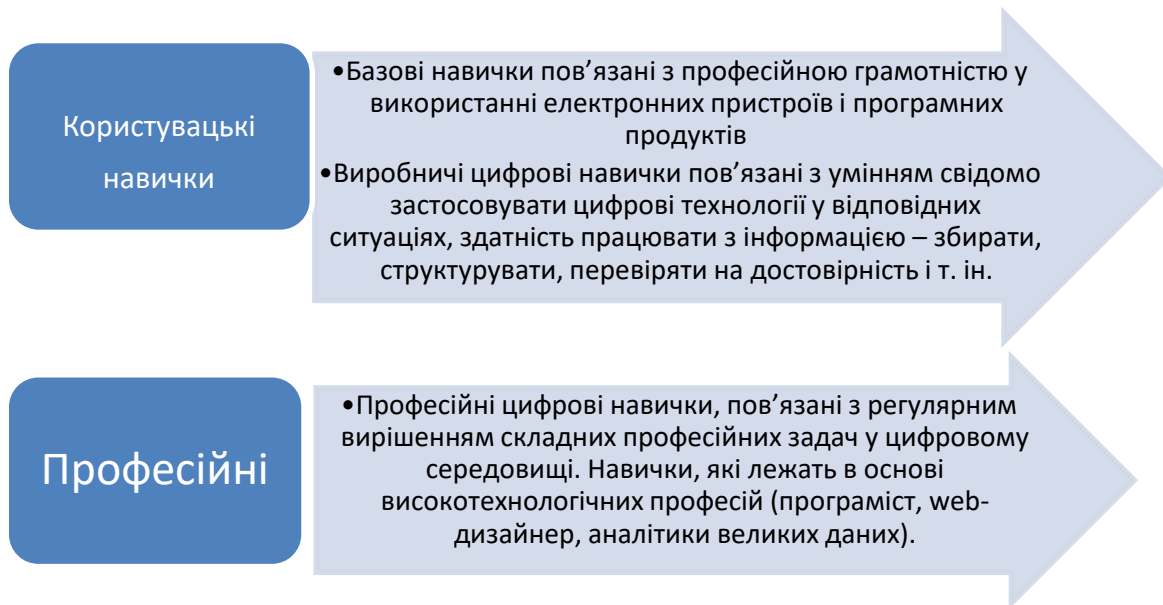 Користувацькі
навички
•Базові навички пов’язані з професійною грамотністю у
використанні електронних пристроїв і програмних
продуктів
•Виробничі цифрові навички пов’язані з умінням свідомо
застосовувати цифрові технології у відповідних
ситуаціях, здатність працювати з інформацією – збирати,
структурувати, перевіряти на достовірність і т. ін.
Професійні
•Професійні цифрові навички, пов’язані з регулярним
вирішенням складних професійних задач у цифровому
середовищі. Навички, які лежать в основі
високотехнологічних професій (програміст, web-
дизайнер, аналітики великих даних).